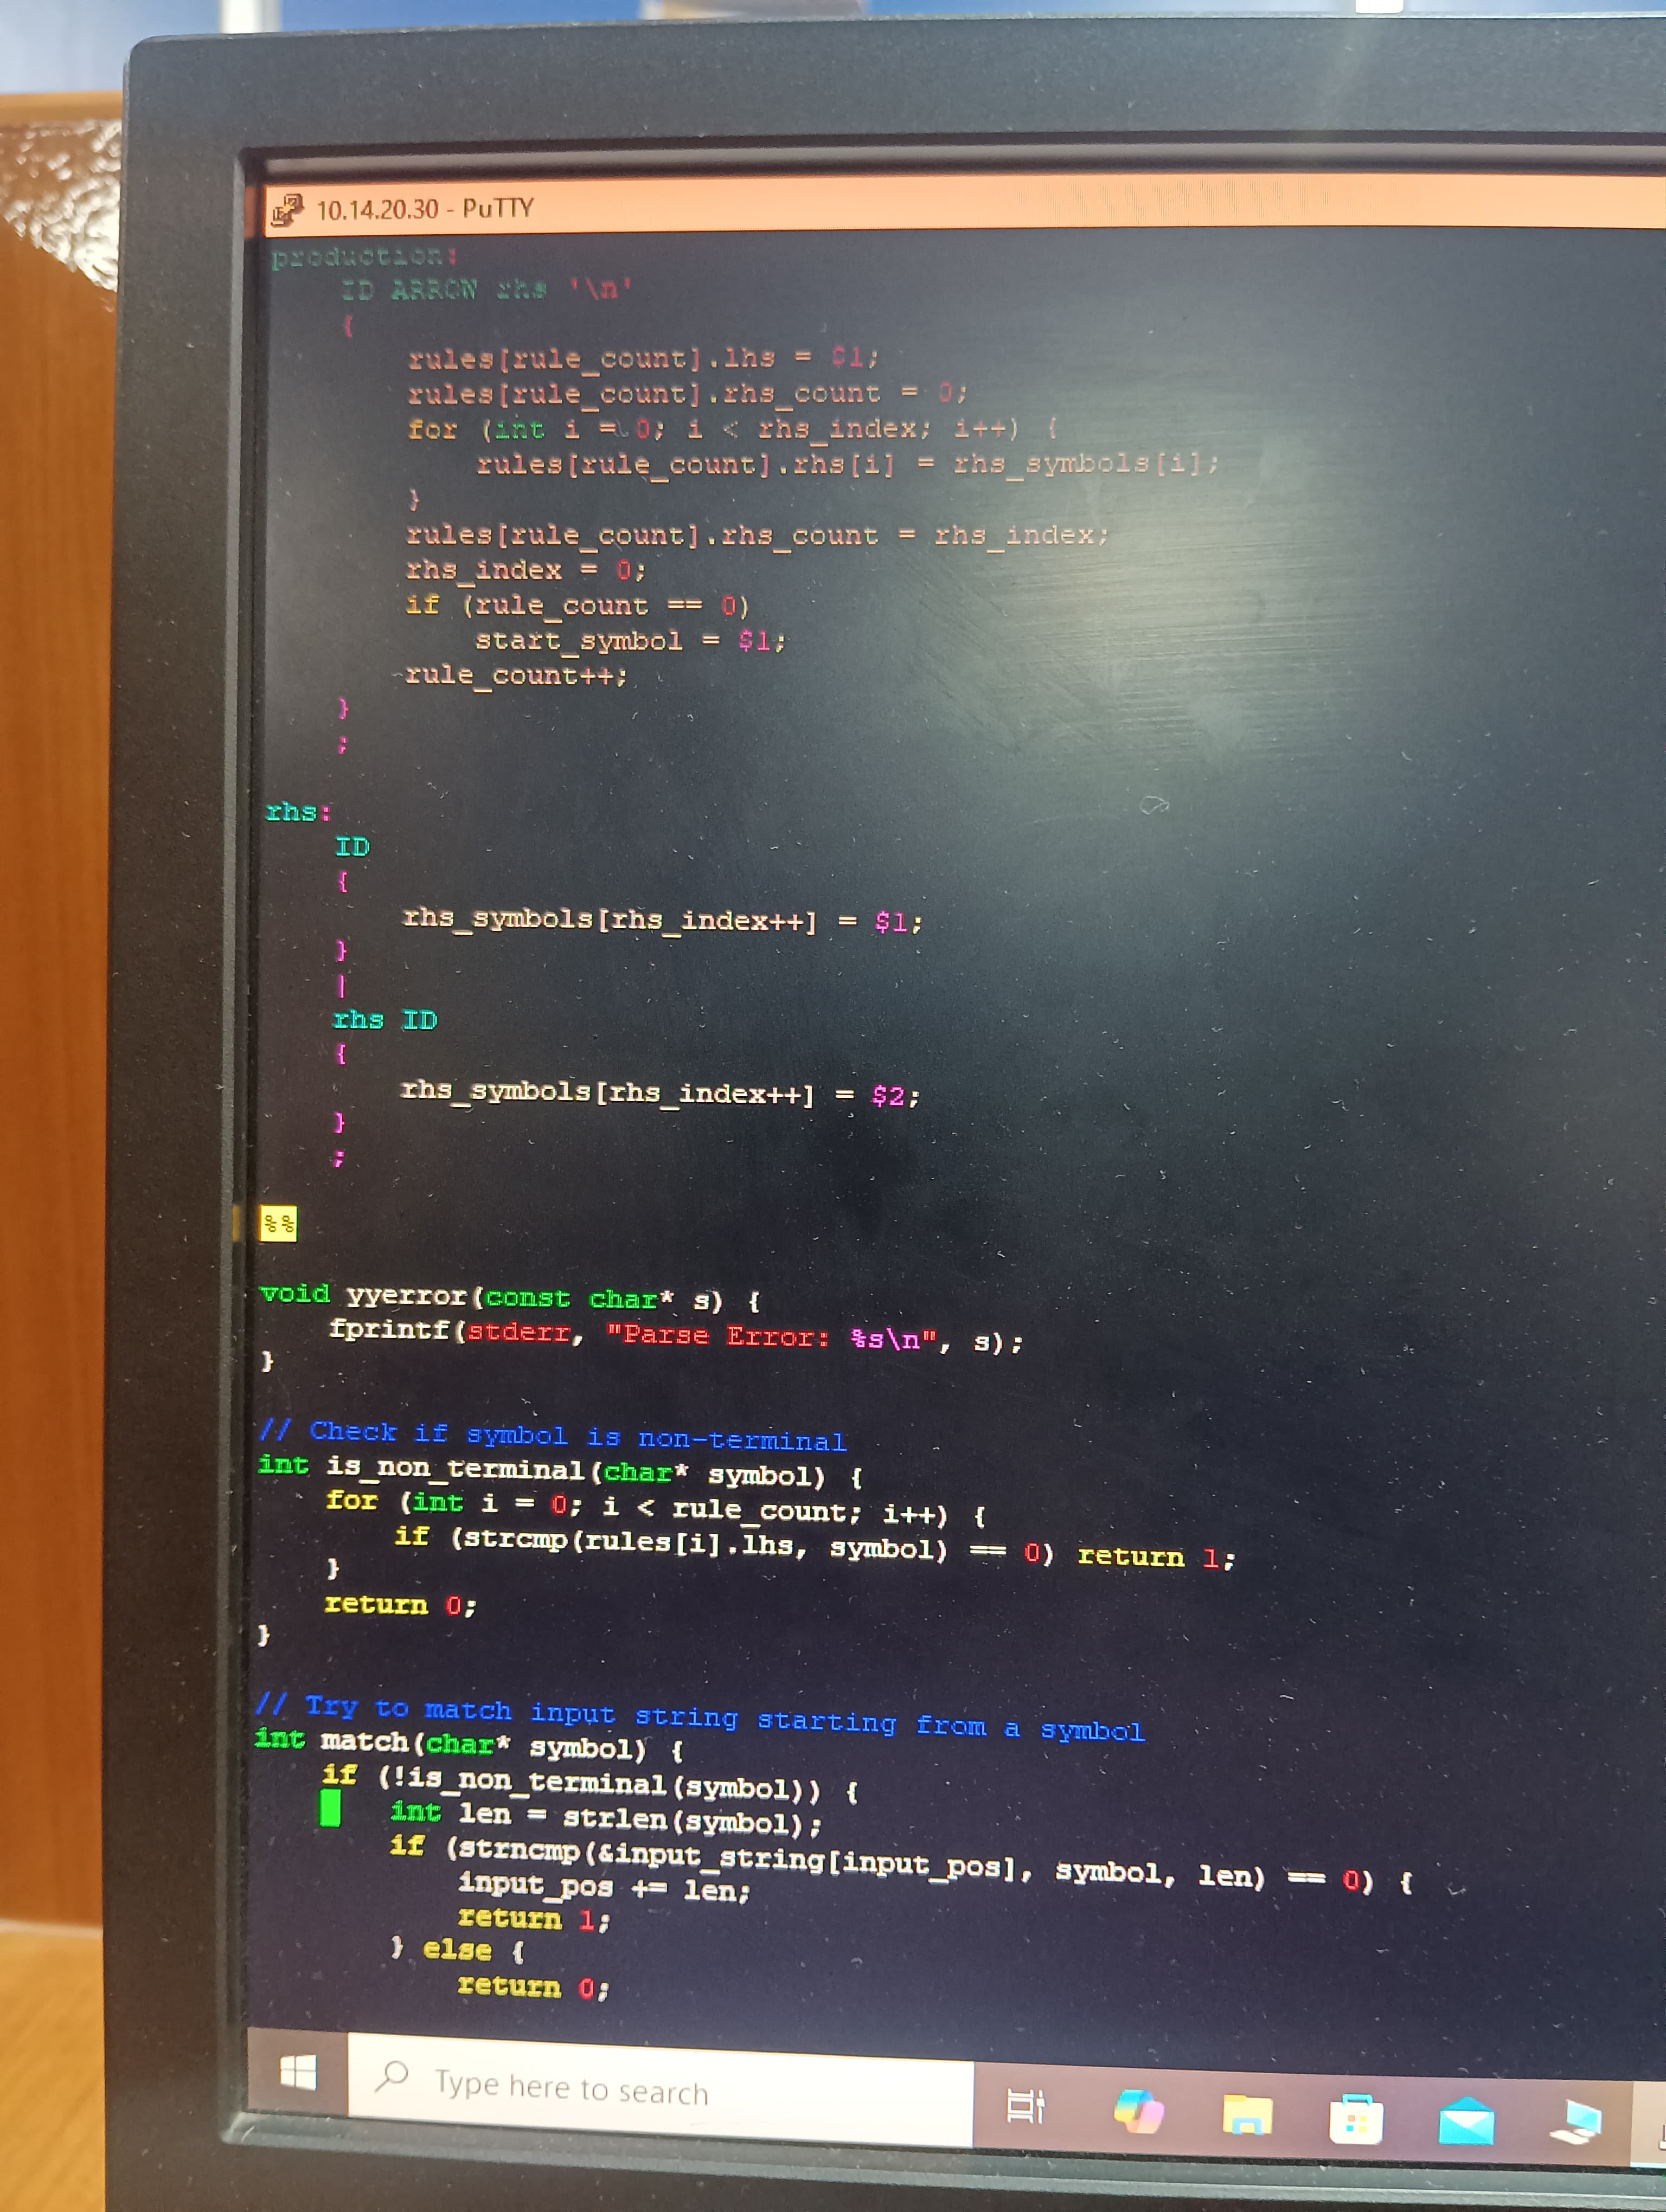 10.14.20.30 - PuTTY
production:
    ID ARROW rhs '\n'
    {
        rules[rule_count].lhs = $1;
        rules[rule_count].rhs_count = 0;
        for (int i = 0; i < rhs_index; i++) {
            rules[rule_count].rhs[i] = rhs_symbols[i];
        }
        rules[rule_count].rhs_count = rhs_index;
        rhs_index = 0;
        if (rule_count == 0)
            start_symbol = $1;
        rule_count++;
    }
    ;
rhs:
    ID
    {
        rhs_symbols[rhs_index++] = $1;
    }
    |
    rhs ID
    {
        rhs_symbols[rhs_index++] = $2;
    }
    ;
%%
void yyerror(const char* s) {
    fprintf(stderr, "Parse Error: %s\n", s);
}
// Check if symbol is non-terminal
int is_non_terminal(char* symbol) {
    for (int i = 0; i < rule_count; i++) {
        if (strcmp(rules[i].lhs, symbol) == 0) return 1;
    }
    return 0;
}
// Try to match input string starting from a symbol
int match(char* symbol) {
    if (!is_non_terminal(symbol)) {
        int len = strlen(symbol);
        if (strncmp(&input_string[input_pos], symbol, len) == 0) {
            input_pos += len;
            return 1;
        } else {
            return 0;
Type here to search